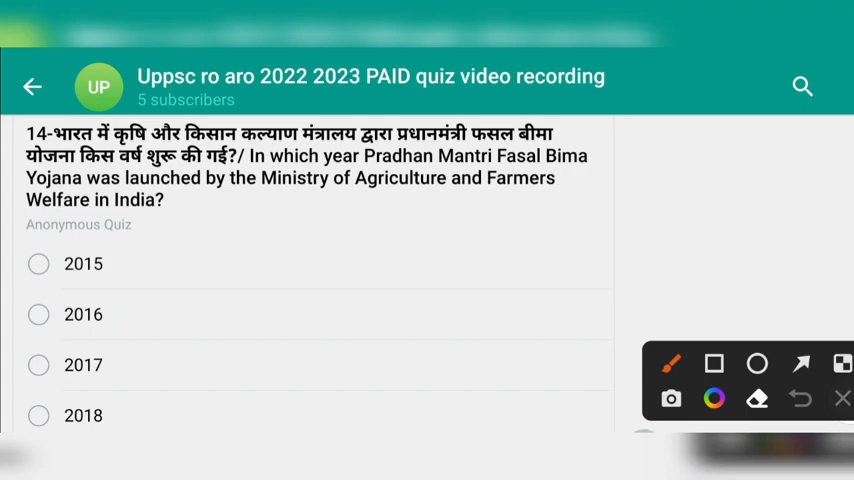 UP
Uppsc ro aro 2022 2023 PAID quiz video recording
5 subscribers
14-भारत में कृषि और किसान कल्याण मंत्रालय द्वारा प्रधानमंत्री फसल बीमा
योजना किस वर्ष शुरू की गई?/ In which year Pradhan Mantri Fasal Bima
Yojana was launched by the Ministry of Agriculture and Farmers
Welfare in India?
Anonymous Quiz
2015
2016
2017
2018